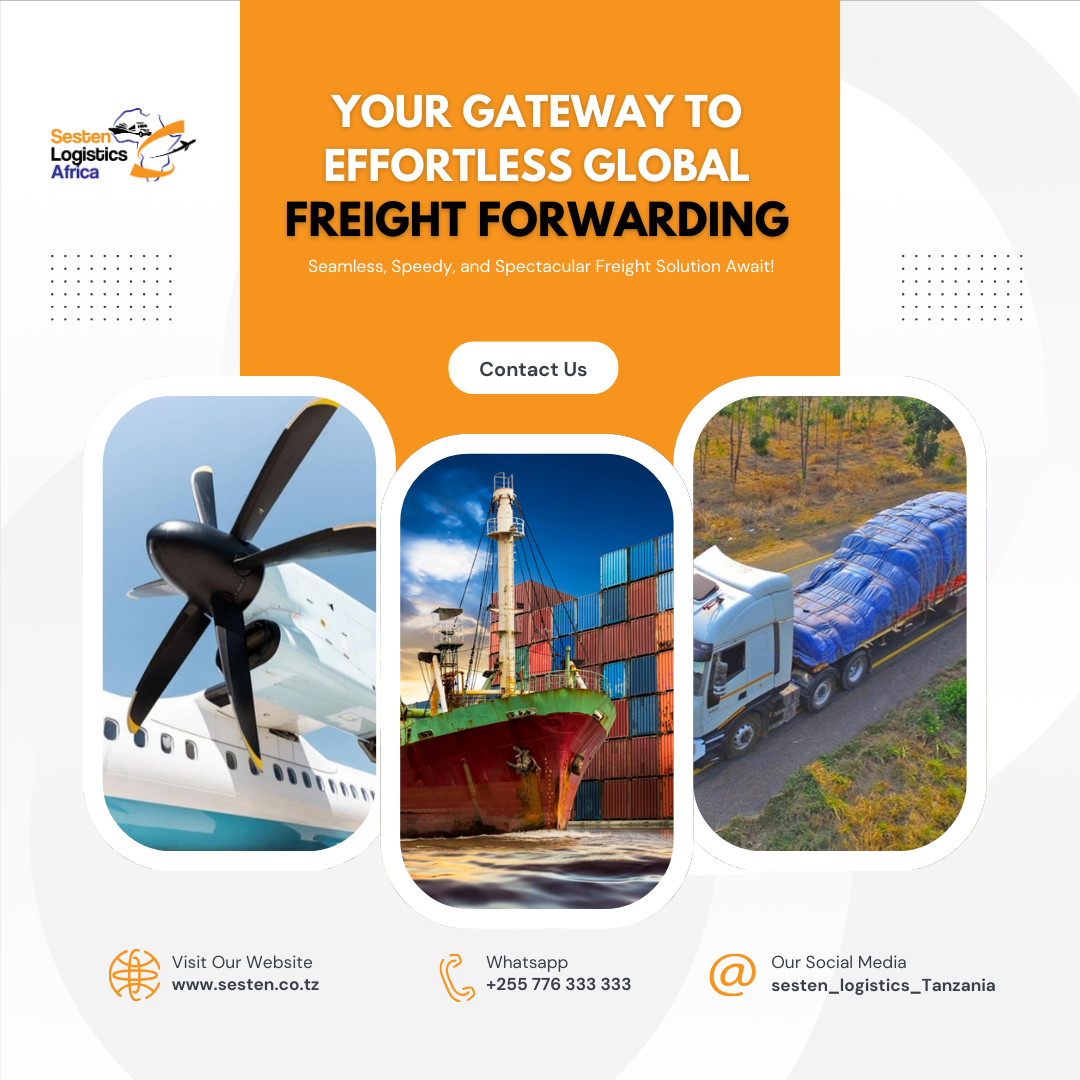 Sesten
Logistics
Africa
YOUR GATEWAY TO
EFFORTLESS GLOBAL
FREIGHT FORWARDING
Seamless, Speedy, and Spectacular Freight Solution Await!
Contact Us
Visit Our Website
www.sesten.co.tz
Whatsapp
+255 776 333 333
Our Social Media
sesten_logistics_Tanzania